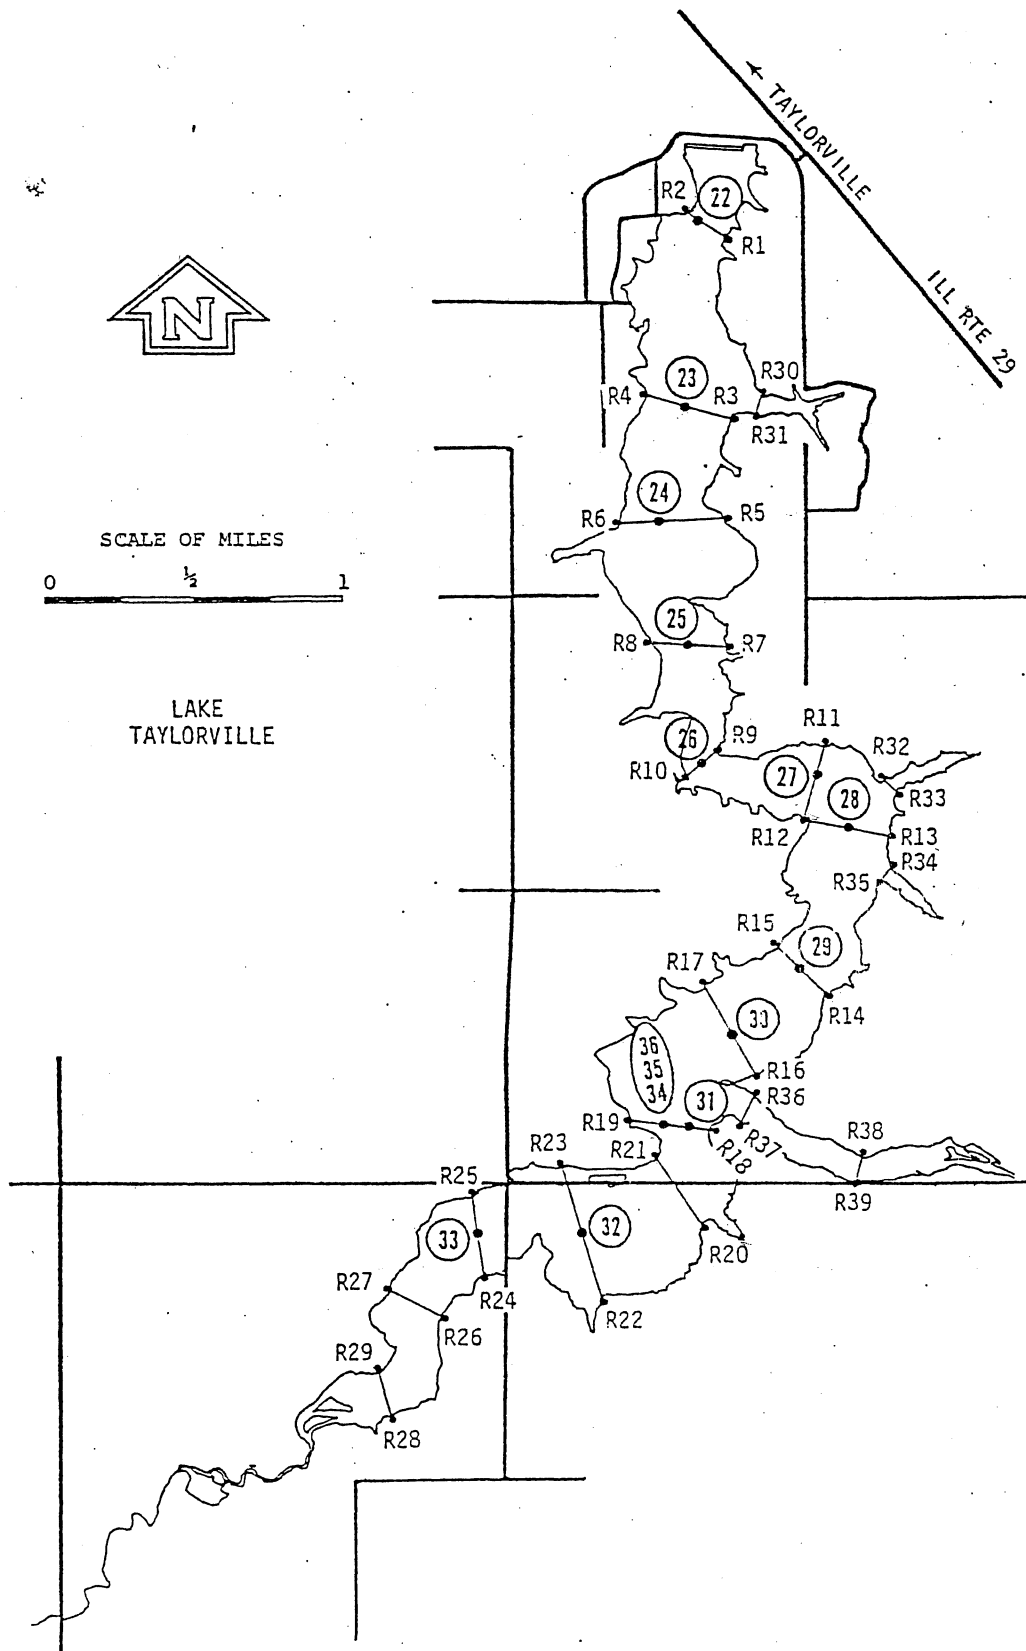 ← TAYLORVILLE
ILL RTE 29
R2
22
R1
N
R4
23
R3
R30
R31
24
R6
R5
SCALE OF MILES
0 ½ 1
25
R8
R7
LAKE
TAYLORVILLE
26
R9
R10
R11
27
R32
28
R33
R12
R13
R34
R35
R15
29
R17
R14
30
36
35
34
R16
R36
31
R19
R37
R18
R38
R23
R21
R39
R25
33
32
R20
R27
R24
R22
R26
R29
R28